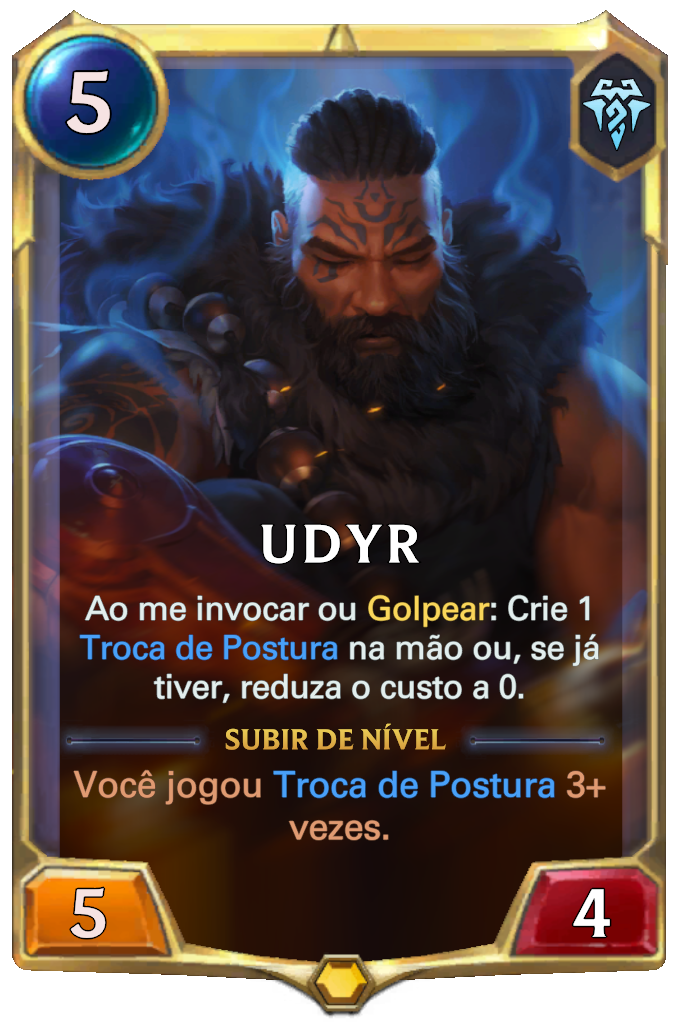 5
UDYR
Ao me invocar ou Golpear: Crie 1
Troca de Postura na mão ou, se já
tiver, reduza o custo a 0.
SUBIR DE NÍVEL
Você jogou Troca de Postura 3+
vezes.
5
4